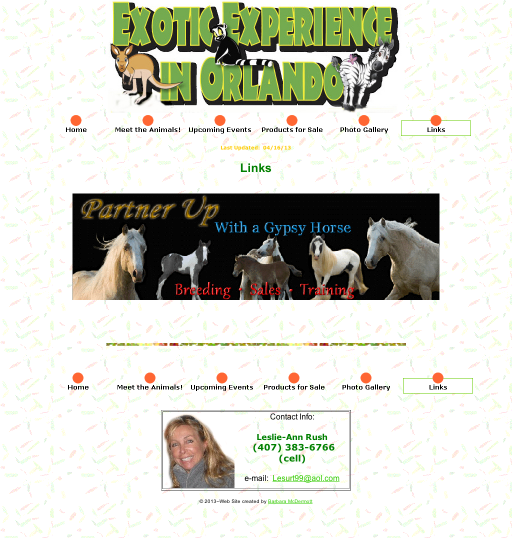 Exotic Experience
in Orlando
Home
Meet the Animals!
Upcoming Events
Products for Sale
Photo Gallery
Links
Last Updated: 04/16/13
Links
Partner Up
With a Gypsy Horse
Breeding - Sales - Training
Home
Meet the Animals!
Upcoming Events
Products for Sale
Photo Gallery
Links
Contact Info:
Leslie-Ann Rush
(407) 383-6766
(cell)
e-mail: Lesurt99@aol.com
© 2013~Web Site created by Barbara McDermott